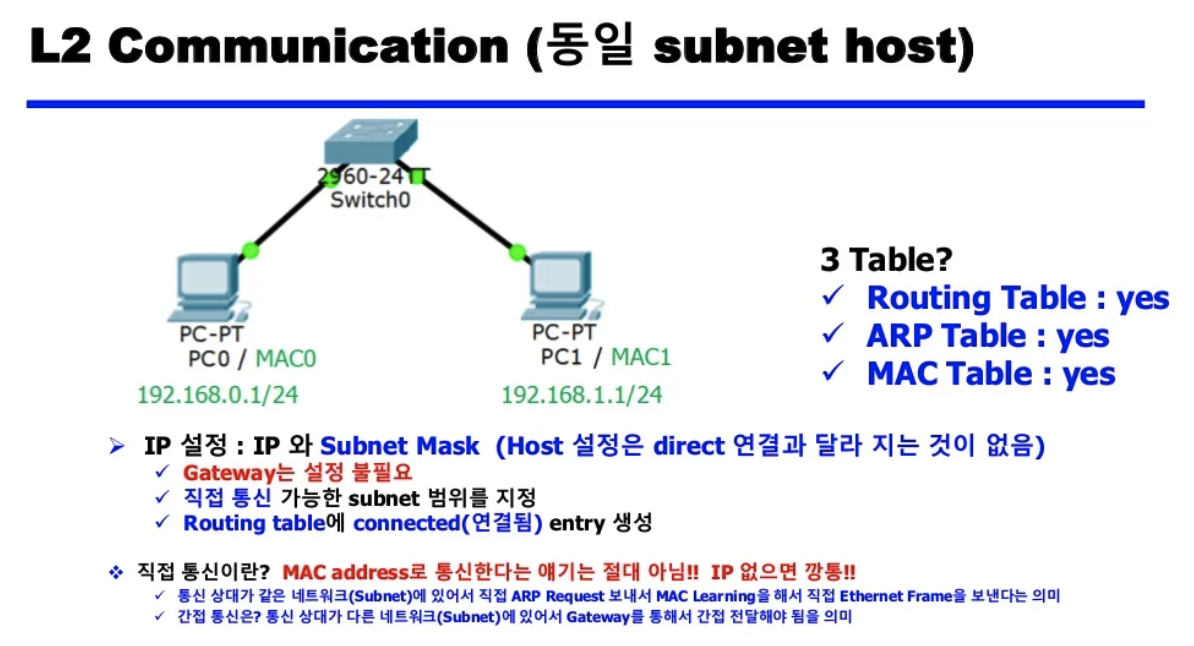 L2 Communication (동일 subnet host)
2960-24TT
Switch0
PC-PT
PC0 / MAC0
192.168.0.1/24
PC-PT
PC1 / MAC1
192.168.1.1/24
3 Table?
✓ Routing Table : yes
✓ ARP Table : yes
✓ MAC Table : yes
➢ IP 설정 : IP 와 Subnet Mask (Host 설정은 direct 연결과 달라 지는 것이 없음)
✓ Gateway는 설정 불필요
✓ 직접 통신 가능한 subnet 범위를 지정
✓ Routing table에 connected(연결됨) entry 생성
❖ 직접 통신이란? MAC address로 통신한다는 얘기는 절대 아님!! IP 없으면 깡통!!
✓ 통신 상대가 같은 네트워크(Subnet)에 있어서 직접 ARP Request 보내서 MAC Learning을 해서 직접 Ethernet Frame을 보낸다는 의미
✓ 간접 통신은? 통신 상대가 다른 네트워크(Subnet)에 있어서 Gateway를 통해서 간접 전달해야 됨을 의미